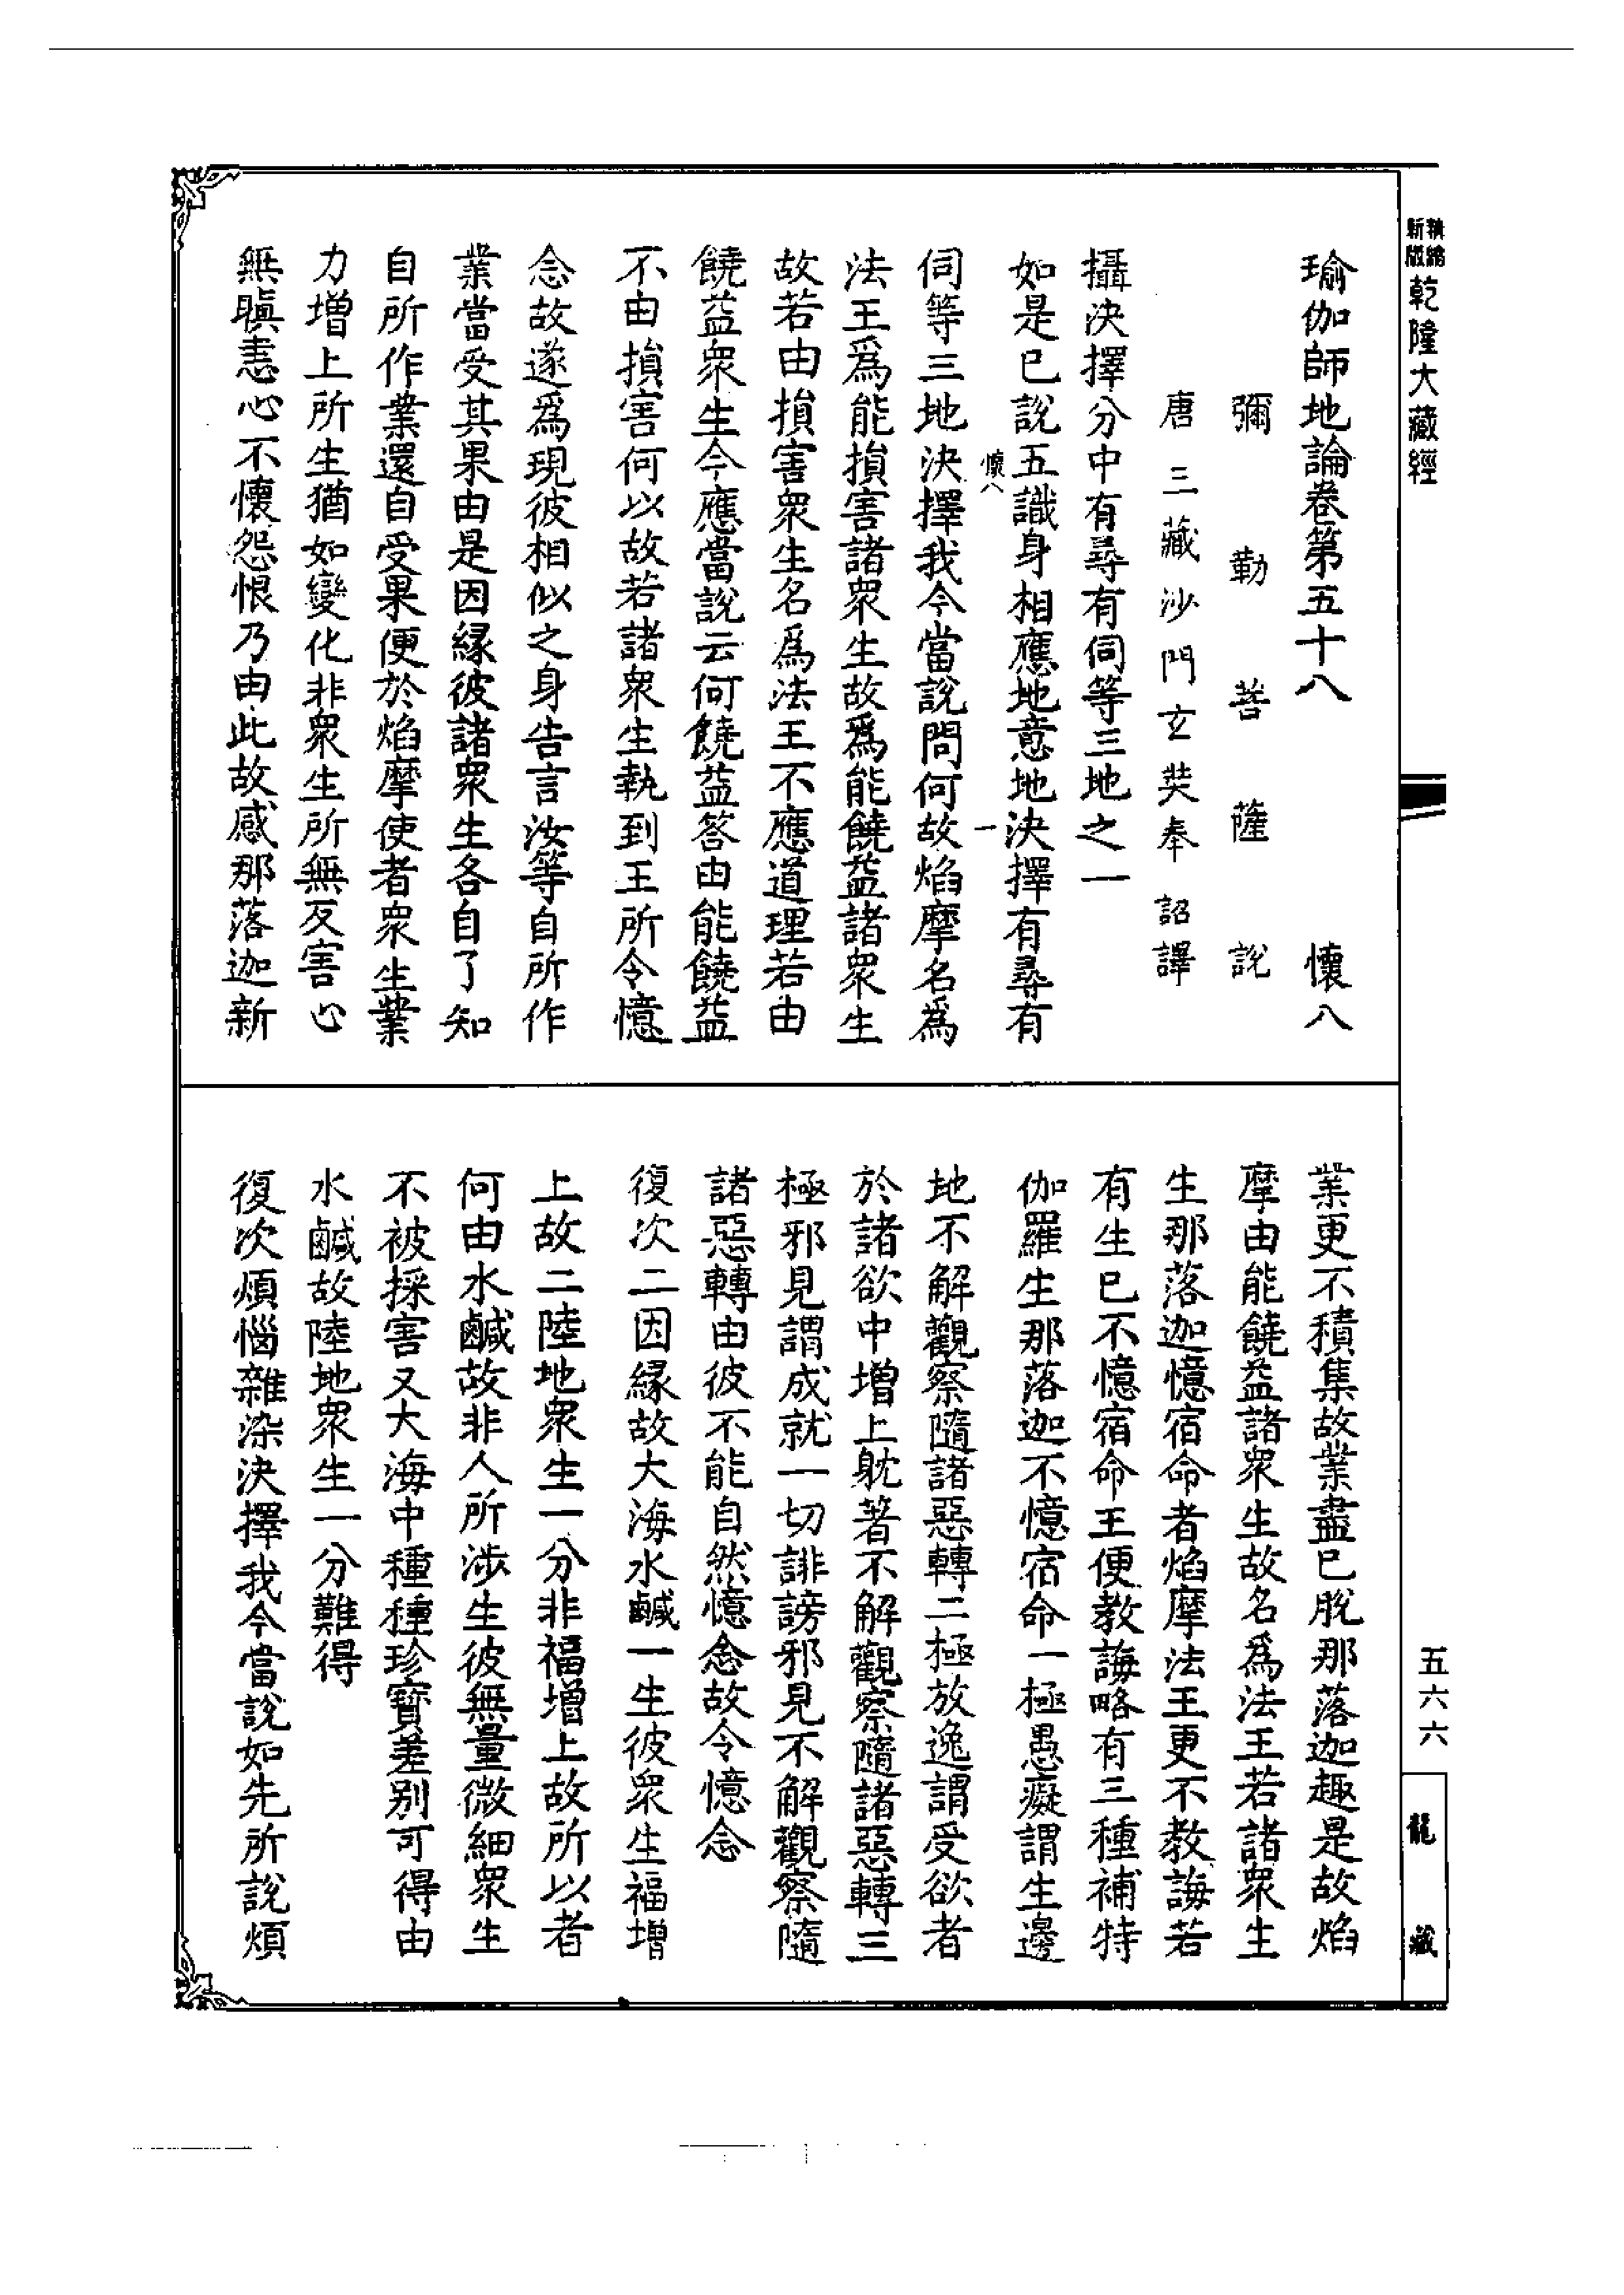 新版精縮乾隆大藏經
瑜伽師地論卷第五十八 懷八
彌勒菩薩說
唐三藏沙門玄奘奉詔譯
攝決擇分中有尋有伺等三地之一
如是已說五識身相應地意地決擇有尋有
懷八 一
伺等三地決擇我今當說問何故焰摩名爲
法王爲能損害諸衆生故爲能饒益諸衆生
故若由損害衆生名爲法王不應道理若由
饒益衆生今應當說云何饒益答由能饒益
不由損害何以故若諸衆生執到王所令憶
念故遂爲現彼相似之身告言汝等自所作
業當受其果由是因緣彼諸衆生各自了知
自所作業還自受果便於焰摩使者衆生業
力增上所生猶如變化非衆生所無反害心
無瞋恚心不懷怨恨乃由此故感那落迦新
業更不積集故業盡已脫那落迦趣是故焰
摩由能饒益諸衆生故名爲法王若諸衆生
生那落迦憶宿命者焰摩法王更不教誨若
有生已不憶宿命王便教誨略有三種補特
伽羅生那落迦不憶宿命一極愚癡謂生邊
地不解觀察隨諸惡轉二極放逸謂受欲者
於諸欲中增上躭著不解觀察隨諸惡轉三
極邪見謂成就一切誹謗邪見不解觀察隨
諸惡轉由彼不能自然憶念故令憶念
復次二因緣故大海水鹹一生彼衆生福增
上故二陸地衆生一分非福增上故所以者
何由水鹹故非人所涉生彼無量微細衆生
不被採害又大海中種種珍寶差別可得由
水鹹故陸地衆生一分難得
復次煩惱雜染決擇我今當說如先所說煩
五六六
龍藏